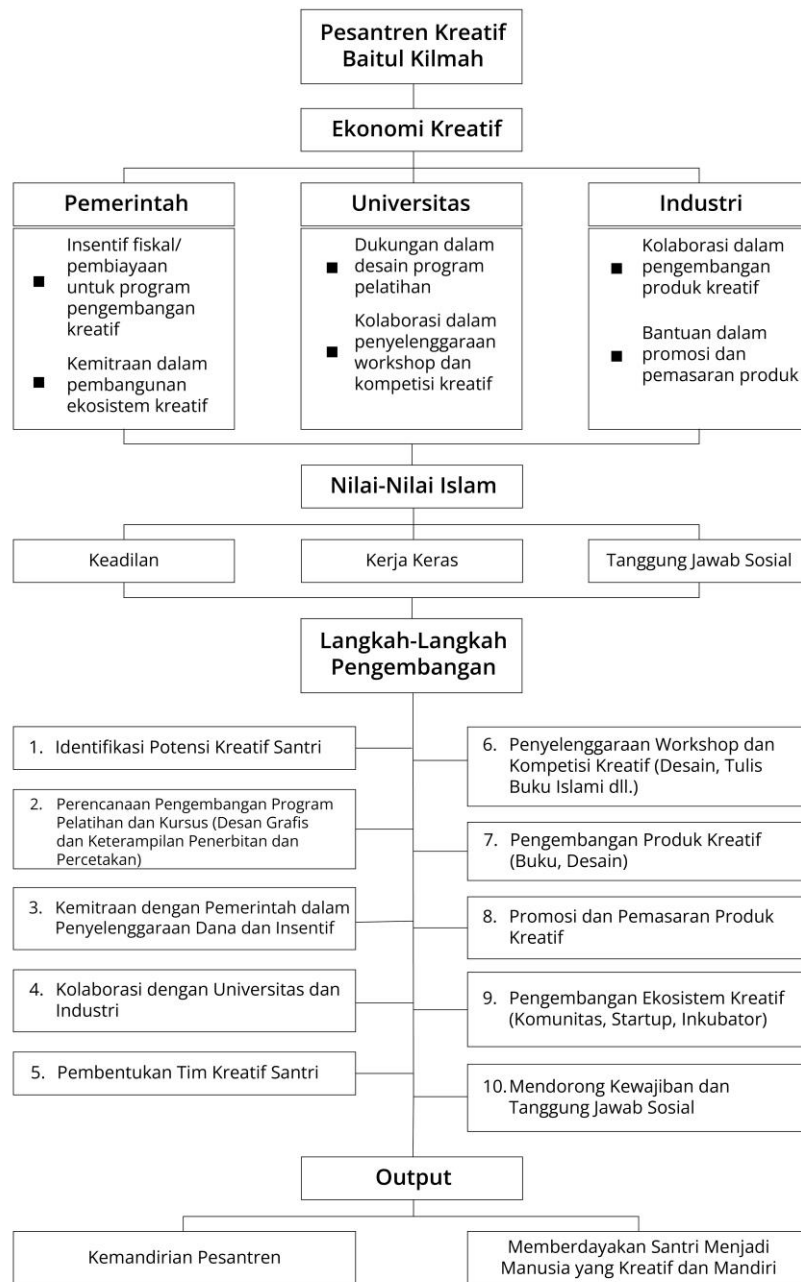 Pesantren Kreatif
Baitul Kilmah
Ekonomi Kreatif
Pemerintah
Insentif fiskal/
pembiayaan
untuk program
pengembangan
kreatif
Kemitraan dalam
pembangunan
ekosistem kreatif
Universitas
Dukungan dalam
desain program
pelatihan
Kolaborasi dalam
penyelenggaraan
workshop dan
kompetisi kreatif
Industri
Kolaborasi dalam
pengembangan
produk kreatif
Bantuan dalam
promosi dan
pemasaran produk
Nilai-Nilai Islam
Keadilan
Kerja Keras
Tanggung Jawab Sosial
Langkah-Langkah
Pengembangan
1. Identifikasi Potensi Kreatif Santri
2. Perencanaan Pengembangan Program
Pelatihan dan Kursus (Desan Grafis
dan Keterampilan Penerbitan dan
Percetakan)
3. Kemitraan dengan Pemerintah dalam
Penyelenggaraan Dana dan Insentif
4. Kolaborasi dengan Universitas dan
Industri
5. Pembentukan Tim Kreatif Santri
6. Penyelenggaraan Workshop dan
Kompetisi Kreatif (Desain, Tulis
Buku Islami dll.)
7. Pengembangan Produk Kreatif
(Buku, Desain)
8. Promosi dan Pemasaran Produk
Kreatif
9. Pengembangan Ekosistem Kreatif
(Komunitas, Startup, Inkubator)
10. Mendorong Kewajiban dan
Tanggung Jawab Sosial
Output
Kemandirian Pesantren
Memberdayakan Santri Menjadi
Manusia yang Kreatif dan Mandiri